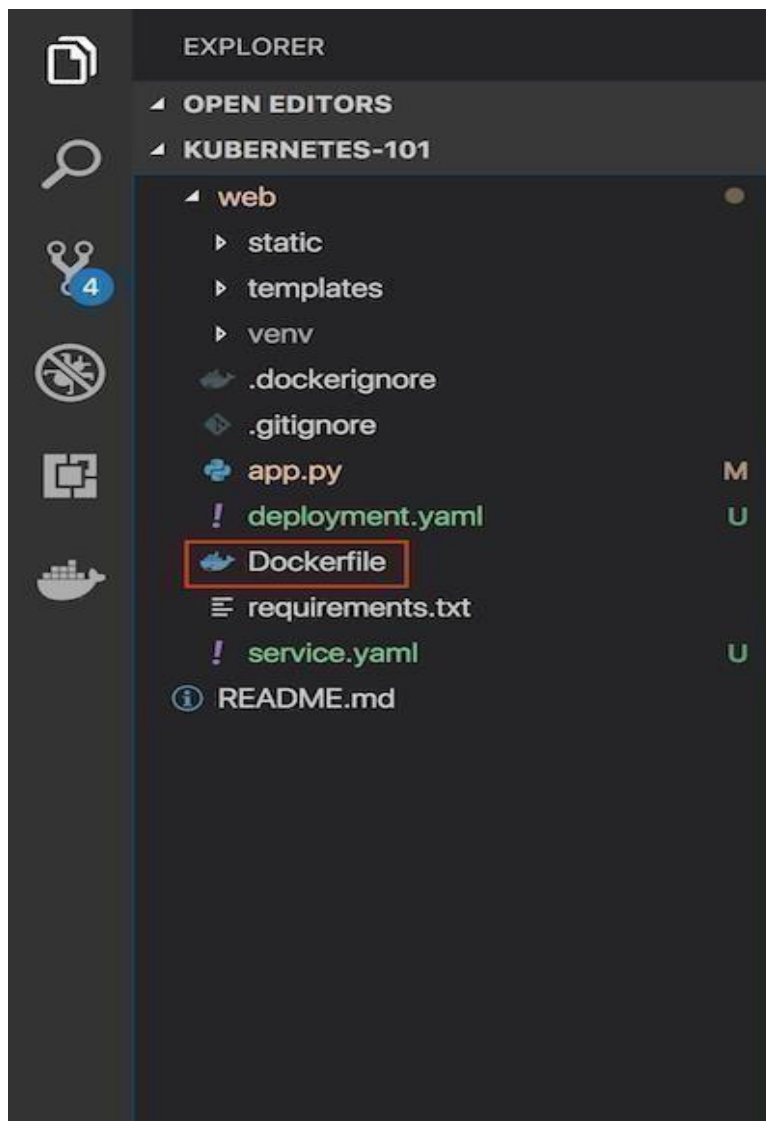 EXPLORER
OPEN EDITORS
KUBERNETES-101
web
static
templates
4
venv
.dockerignore
.gitignore
app.py M
deployment.yaml U
Dockerfile
requirements.txt
service.yaml U
README.md